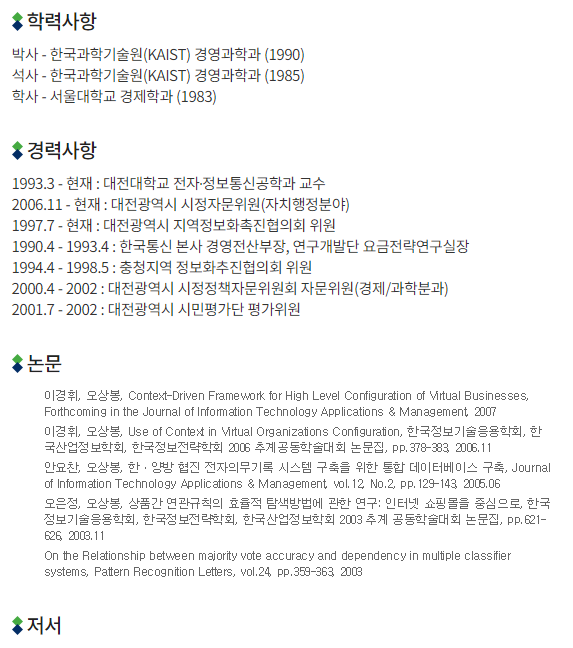 학력사항
박사 - 한국과학기술원(KAIST) 경영과학과 (1990)
석사 - 한국과학기술원(KAIST) 경영과학과 (1985)
학사 - 서울대학교 경제학과 (1983)
경력사항
1993.3 - 현재 : 대전대학교 전자·정보통신공학과 교수
2006.11 - 현재 : 대전광역시 시정자문위원(자치행정분야)
1997.7 - 현재 : 대전광역시 지역정보화촉진협의회 위원
1990.4 - 1993.4 : 한국통신 본사 경영전산부장, 연구개발단 요금전략연구실장
1994.4 - 1998.5 : 충청지역 정보화추진협의회 위원
2000.4 - 2002 : 대전광역시 시정정책자문위원회 자문위원(경제/과학분과)
2001.7 - 2002 : 대전광역시 시민평가단 평가위원
논문
이경휘, 오상봉, Context-Driven Framework for High Level Configuration of Virtual Businesses,
Forthcoming in the Journal of Information Technology Applications & Management, 2007
이경휘, 오상봉, Use of Context in Virtual Organizations Configuration, 한국정보기술응용학회, 한
국산업정보학회, 한국정보전략학회 2006 추계공동학술대회 논문집, pp.378-383, 2006.11
안요찬, 오상봉, 한ㆍ양방 협진 전자의무기록 시스템 구축을 위한 통합 데이터베이스 구축, Journal
of Information Technology Applications & Management, vol.12, No.2, pp.129-143, 2005.06
오은정, 오상봉, 상품간 연관규칙의 효율적 탐색방법에 관한 연구: 인터넷 쇼핑몰을 중심으로, 한국
정보기술응용학회, 한국정보전략학회, 한국산업정보학회 2003 추계 공동학술대회 논문집, pp.621-
626, 2003.11
On the Relationship between majority vote accuracy and dependency in multiple classifier
systems, Pattern Recognition Letters, vol.24, pp.359-363, 2003
저서